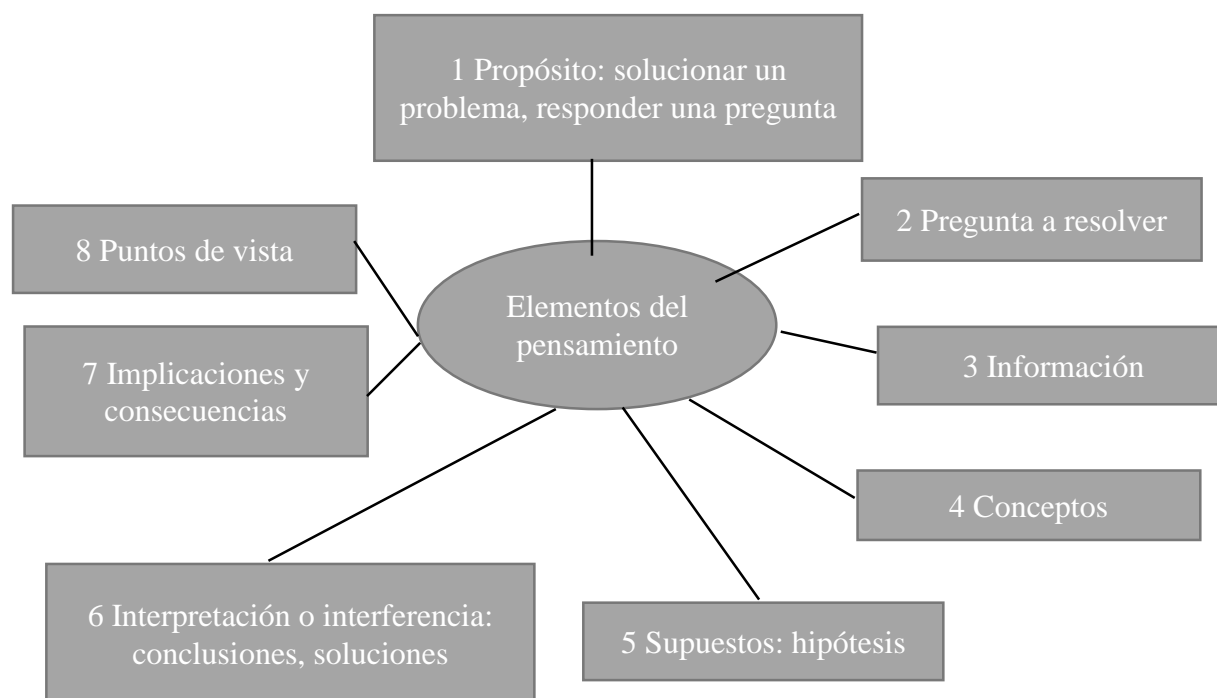 1 Propósito: solucionar un
problema, responder una pregunta
2 Pregunta a resolver
8 Puntos de vista
Elementos del
pensamiento
3 Información
7 Implicaciones y
consecuencias
4 Conceptos
6 Interpretación o interferencia:
conclusiones, soluciones
5 Supuestos: hipótesis